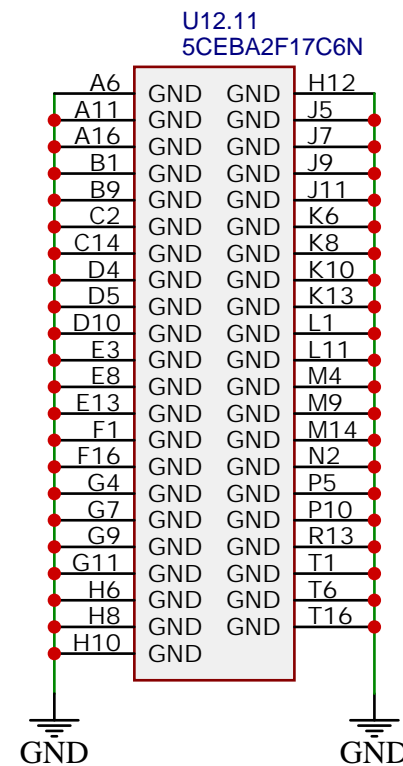 U12.11
5CEBA2F17C6N
A6 GND GND H12
A11 GND GND J5
A16 GND GND J7
B1 GND GND J9
B9 GND GND J11
C2 GND GND K6
C14 GND GND K8
D4 GND GND K10
D5 GND GND K13
D10 GND GND L1
E3 GND GND L11
E8 GND GND M4
E13 GND GND M9
F1 GND GND M14
F16 GND GND N2
G4 GND GND P5
G7 GND GND P10
G9 GND GND R13
G11 GND GND T1
H6 GND GND T6
H8 GND GND T16
H10 GND
GND GND